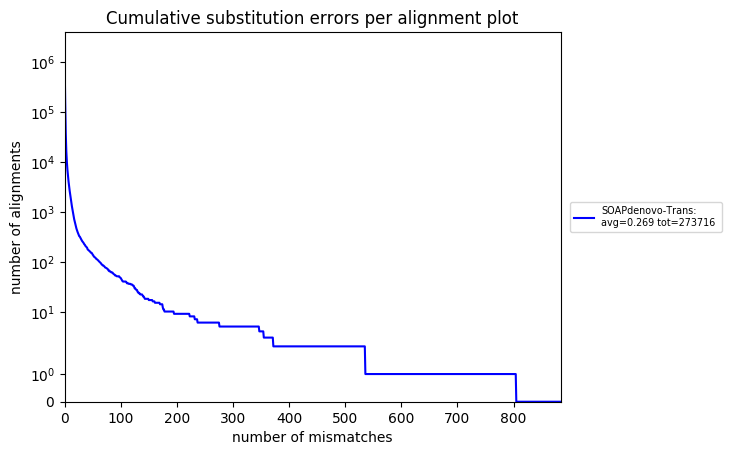 Cumulative substitution errors per alignment plot
number of alignments
10^6
10^5
10^4
10^3
10^2
10^1
10^0
0
0 100 200 300 400 500 600 700 800
number of mismatches
SOAPdenovo-Trans:
avg=0.269 tot=273716